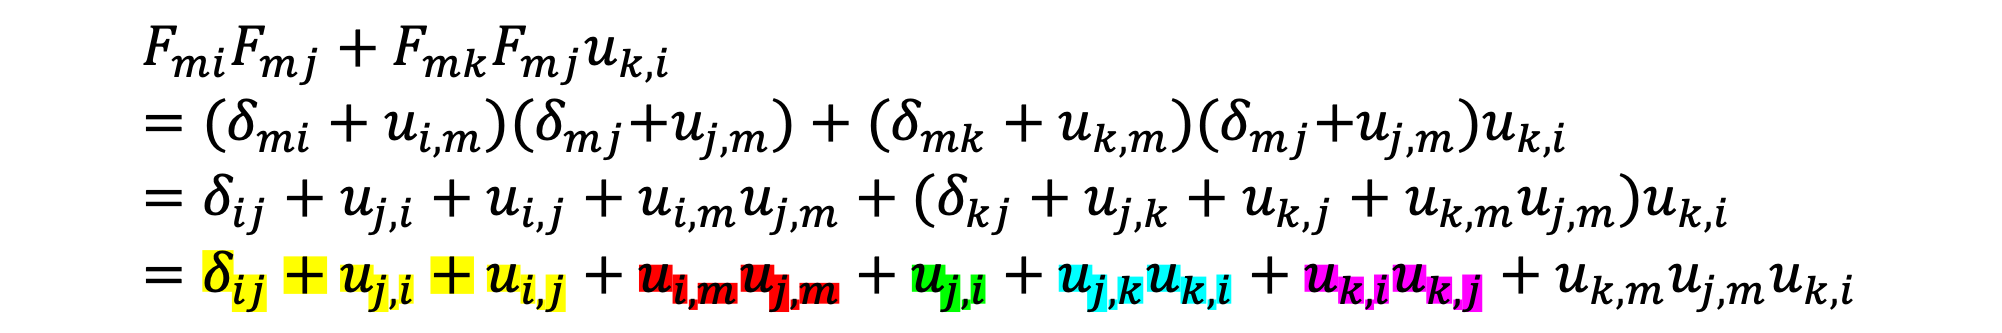 F_{mi}F_{mj} + F_{mk}F_{mj}u_{k,i}
= (δ_{mi} + u_{i,m})(δ_{mj}+u_{j,m}) + (δ_{mk} + u_{k,m})(δ_{mj}+u_{j,m})u_{k,i}
= δ_{ij} + u_{j,i} + u_{i,j} + u_{i,m}u_{j,m} + (δ_{kj} + u_{j,k} + u_{k,j} + u_{k,m}u_{j,m})u_{k,i}
= δ_{ij} + u_{j,i} + u_{i,j} + u_{i,m}u_{j,m} + u_{j,i} + u_{j,k}u_{k,i} + u_{k,i}u_{k,j} + u_{k,m}u_{j,m}u_{k,i}